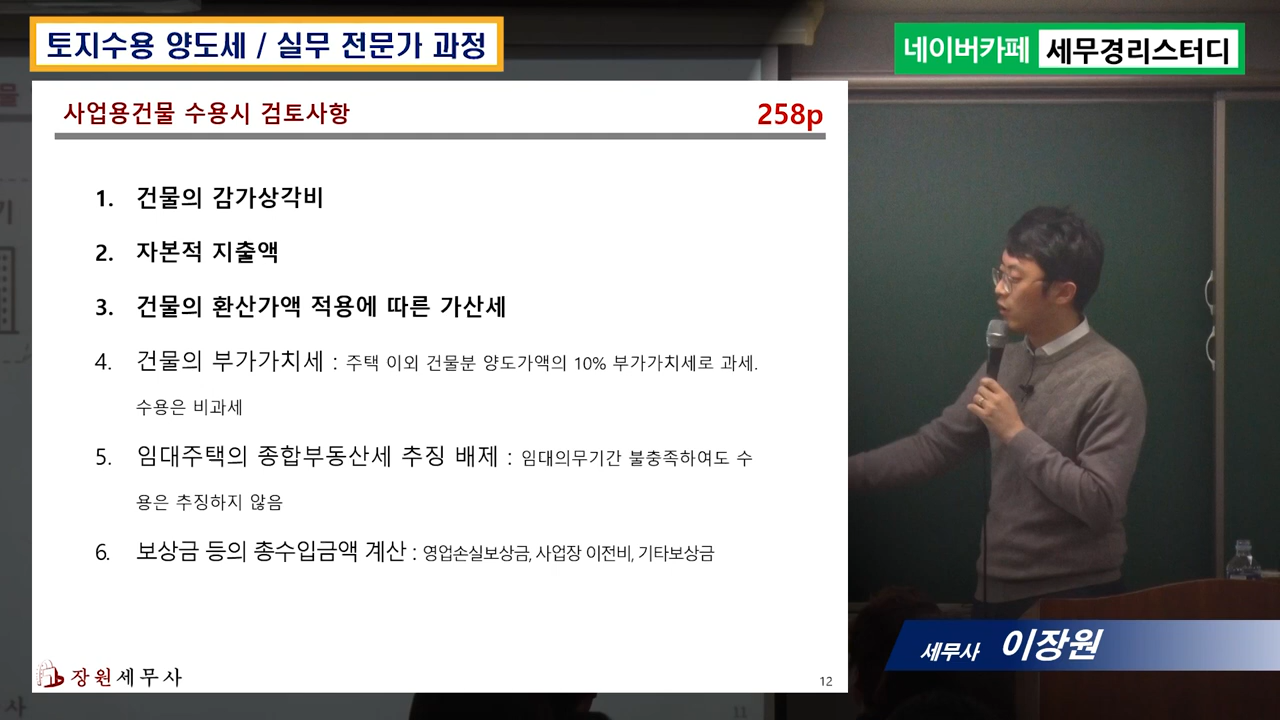 토지수용 양도세 / 실무 전문가 과정
네이버카페 세무경리스터디
사업용건물 수용시 검토사항
258p
1. 건물의 감가상각비
2. 자본적 지출액
3. 건물의 환산가액 적용에 따른 가산세
4. 건물의 부가가치세 : 주택 이외 건물분 양도가액의 10% 부가가치세로 과세.
수용은 비과세
5. 임대주택의 종합부동산세 추징 배제 : 임대의무기간 불충족하여도 수
용은 추징하지 않음
6. 보상금 등의 총수입금액 계산 : 영업손실보상금, 사업장 이전비, 기타보상금
장원세무사
12
세무사 이장원